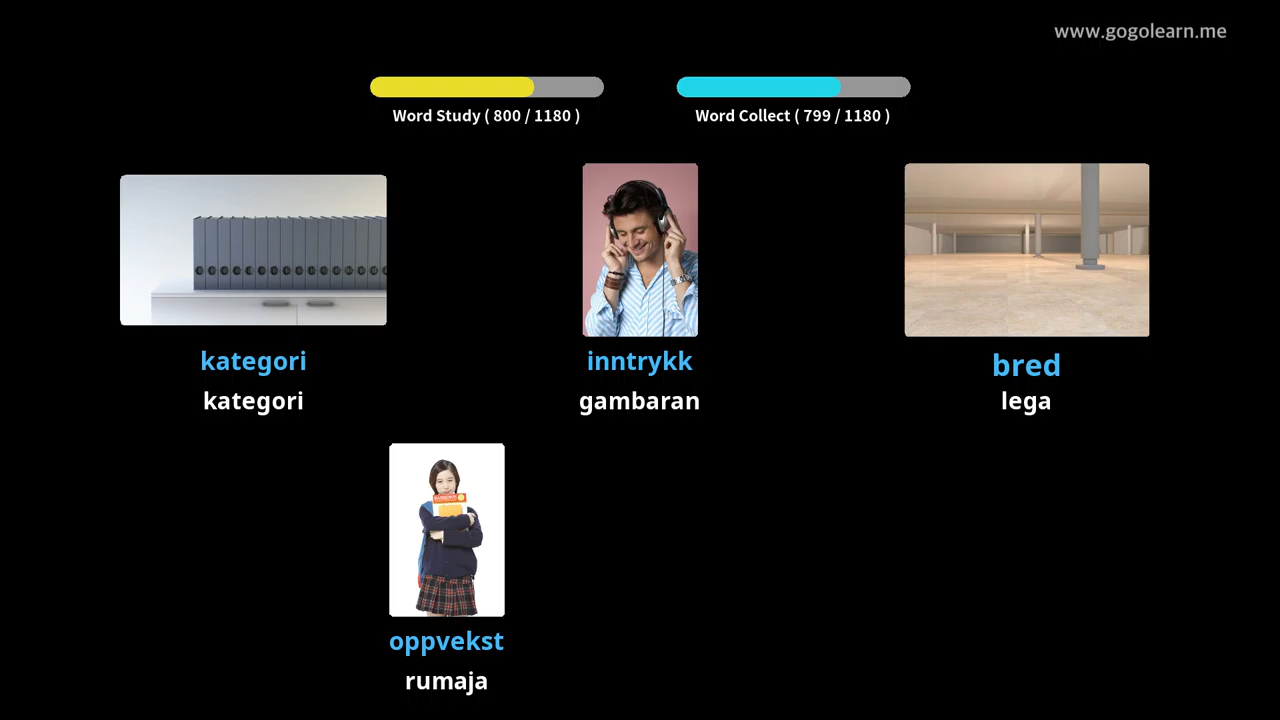 www.gogolearn.me
Word Study ( 800 / 1180 )
Word Collect ( 799 / 1180 )
kategori
kategori
inntrykk
gambaran
bred
lega
oppvekst
rumaja